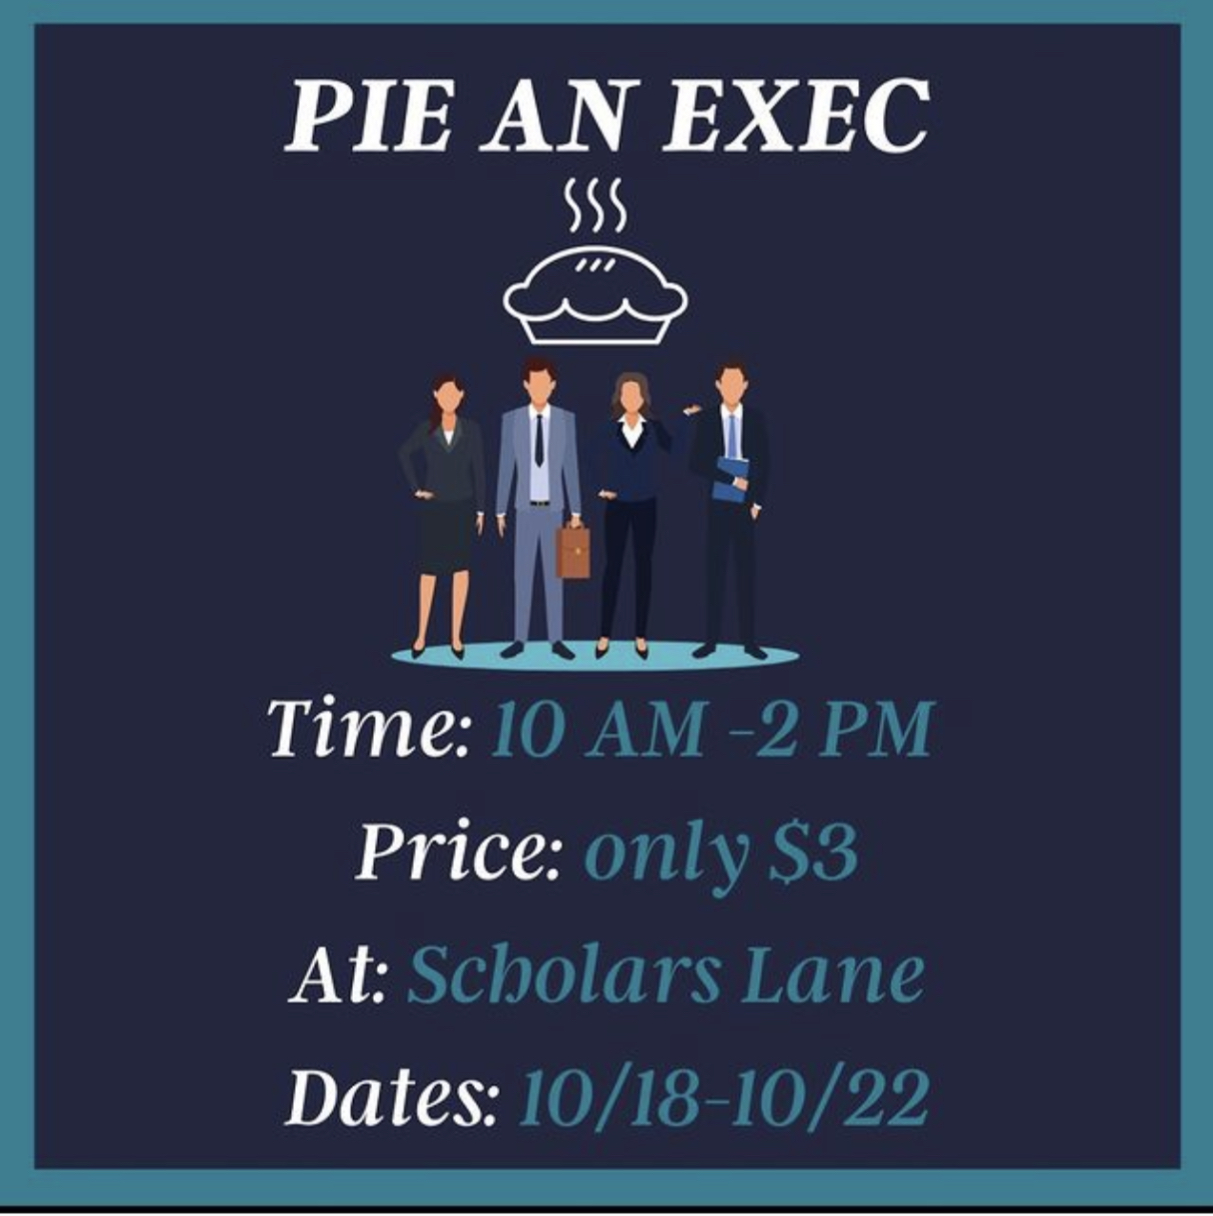 PIE AN EXEC
Time: 10 AM -2 PM
Price: only $3
At: Scholars Lane
Dates: 10/18-10/22